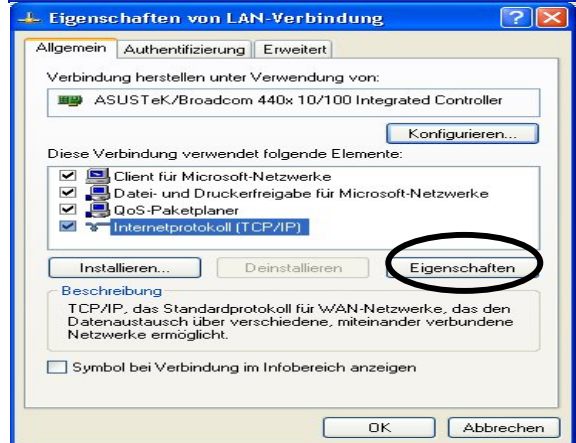 Eigenschaften von LAN-Verbindung
Allgemein Authentifizierung Erweitert
Verbindung herstellen unter Verwendung von:
ASUSTeK/Broadcom 440x 10/100 Integrated Controller
Konfigurieren...
Diese Verbindung verwendet folgende Elemente:
Client für Microsoft-Netzwerke
Datei- und Druckerfreigabe für Microsoft-Netzwerke
QoS-Paketplaner
Internetprotokoll (TCP/IP)
Installieren... Deinstallieren Eigenschaften
Beschreibung
TCP/IP, das Standardprotokoll für WAN-Netzwerke, das den
Datenaustausch über verschiedene, miteinander verbundene
Netzwerke ermöglicht.
Symbol bei Verbindung im Infobereich anzeigen
OK Abbrechen